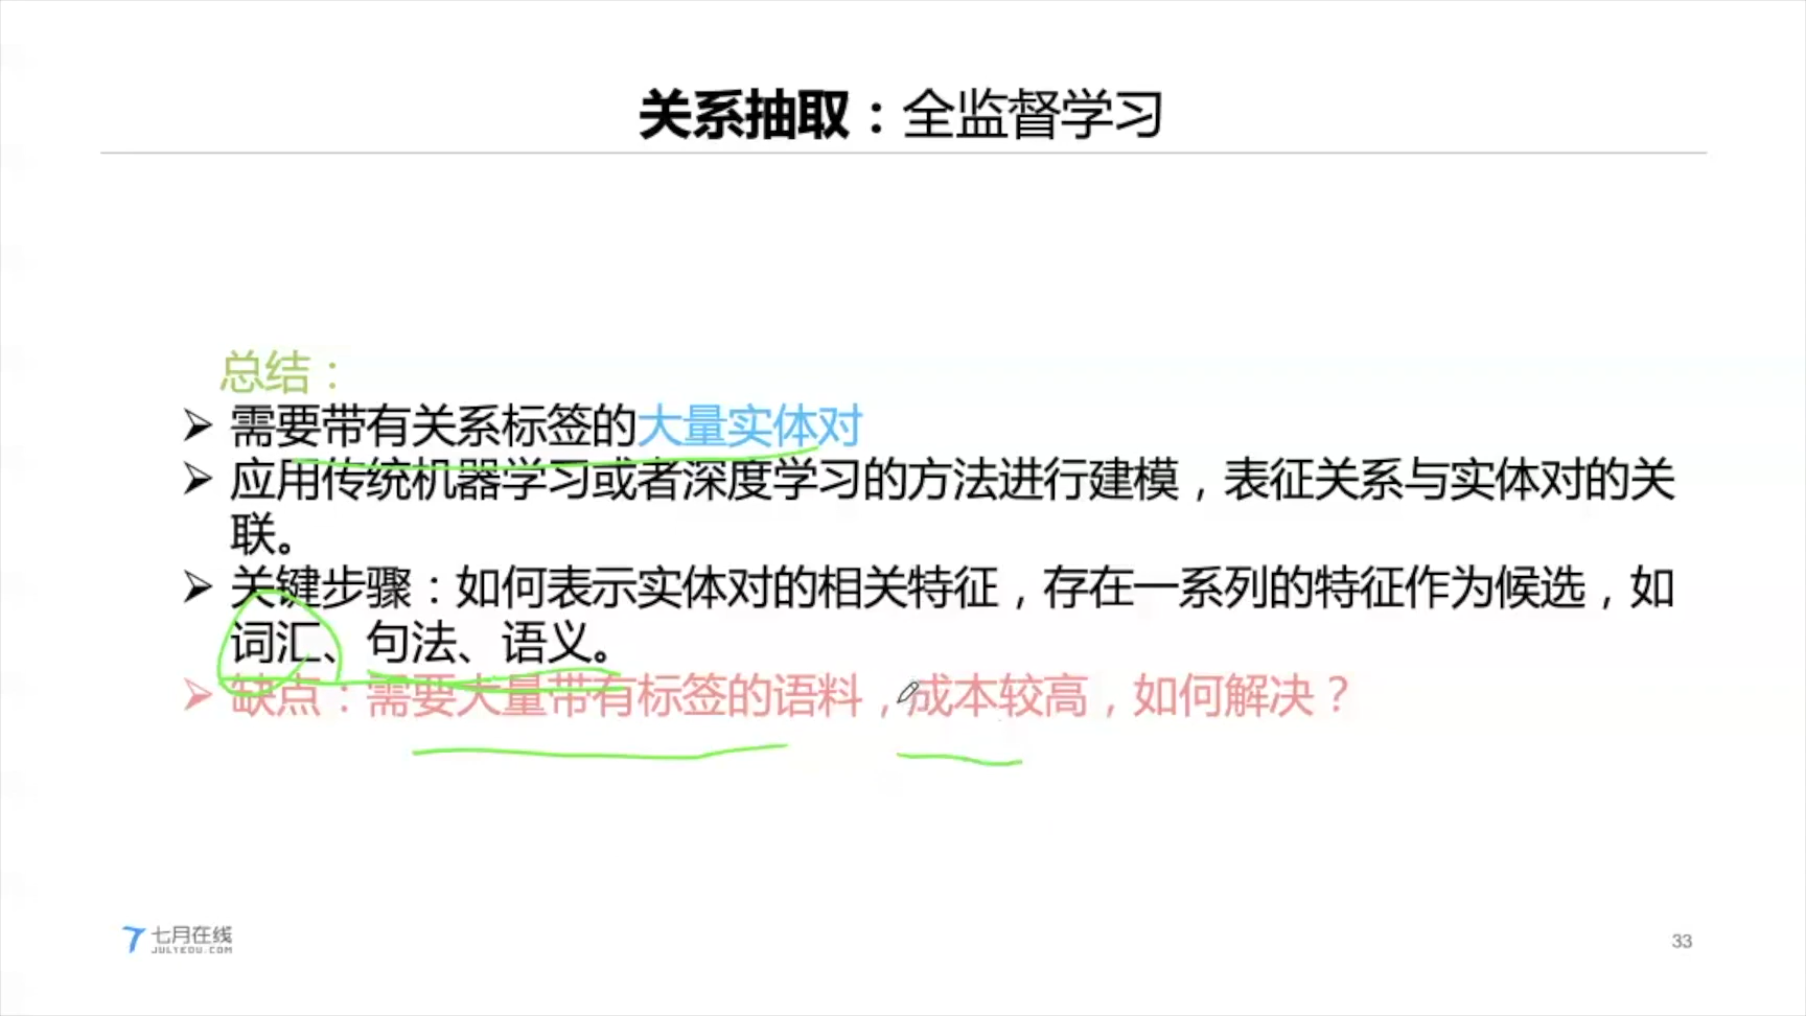 关系抽取：全监督学习
总结：
➢ 需要带有关系标签的大量实体对
➢ 应用传统机器学习或者深度学习的方法进行建模，表征关系与实体对的关
联。
➢ 关键步骤：如何表示实体对的相关特征，存在一系列的特征作为候选，如
词汇、句法、语义。
➢ 缺点：需要大量带有标签的语料，成本较高，如何解决？
七月在线
JULYEDU.COM
33